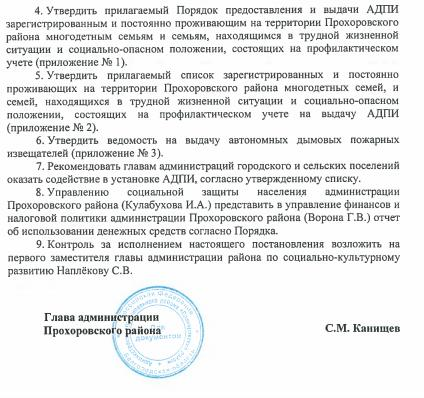 4. Утвердить прилагаемый Порядок предоставления и выдачи АДПИ
зарегистрированным и постоянно проживающим на территории Прохоровского
района многодетным семьям и семьям, находящимся в трудной жизненной
ситуации и социально-опасном положении, состоящих на профилактическом
учете (приложение № 1).
5. Утвердить прилагаемый список зарегистрированных и постоянно
проживающих на территории Прохоровского района многодетных семей, и
семей, находящихся в трудной жизненной ситуации и социально-опасном
положении, состоящих на профилактическом учете на выдачу АДПИ
(приложение № 2).
6. Утвердить ведомость на выдачу автономных дымовых пожарных
извещателей (приложение № 3).
7. Рекомендовать главам администраций городского и сельских поселений
оказать содействие в установке АДПИ, согласно утвержденному списку.
8. Управлению социальной защиты населения администрации
Прохоровского района (Кулабухова И.А.) представить в управление финансов и
налоговой политики администрации Прохоровского района (Ворона Г.В.) отчет
об использовании денежных средств согласно Порядка.
9. Контроль за исполнением настоящего постановления возложить на
первого заместителя главы администрации района по социально-культурному
развитию Наплёкову С.В.
Глава администрации
Прохоровского района
С.М. Канищев
Для
документов